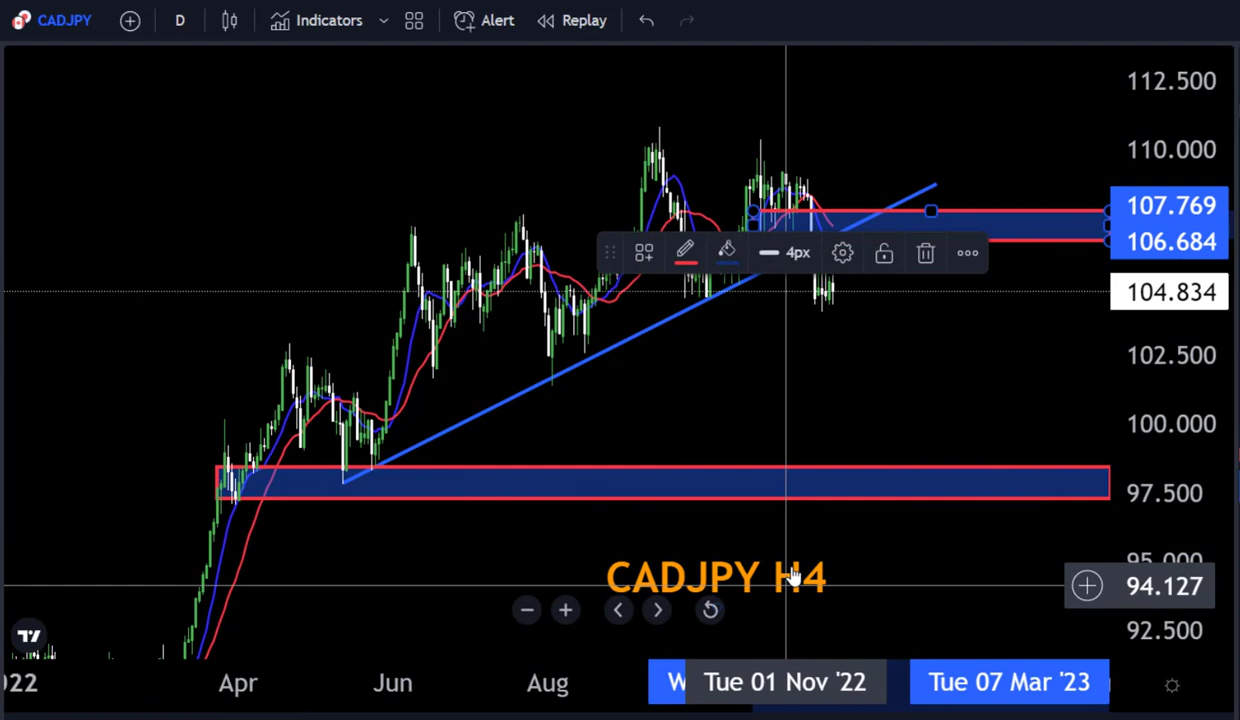 CADJPY
D
Indicators
Alert
Replay
112.500
110.000
107.769
106.684
4px
104.834
102.500
100.000
97.500
95.000
CADJPY H4
94.127
92.500
Apr
Jun
Aug
W
Tue 01 Nov '22
Tue 07 Mar '23